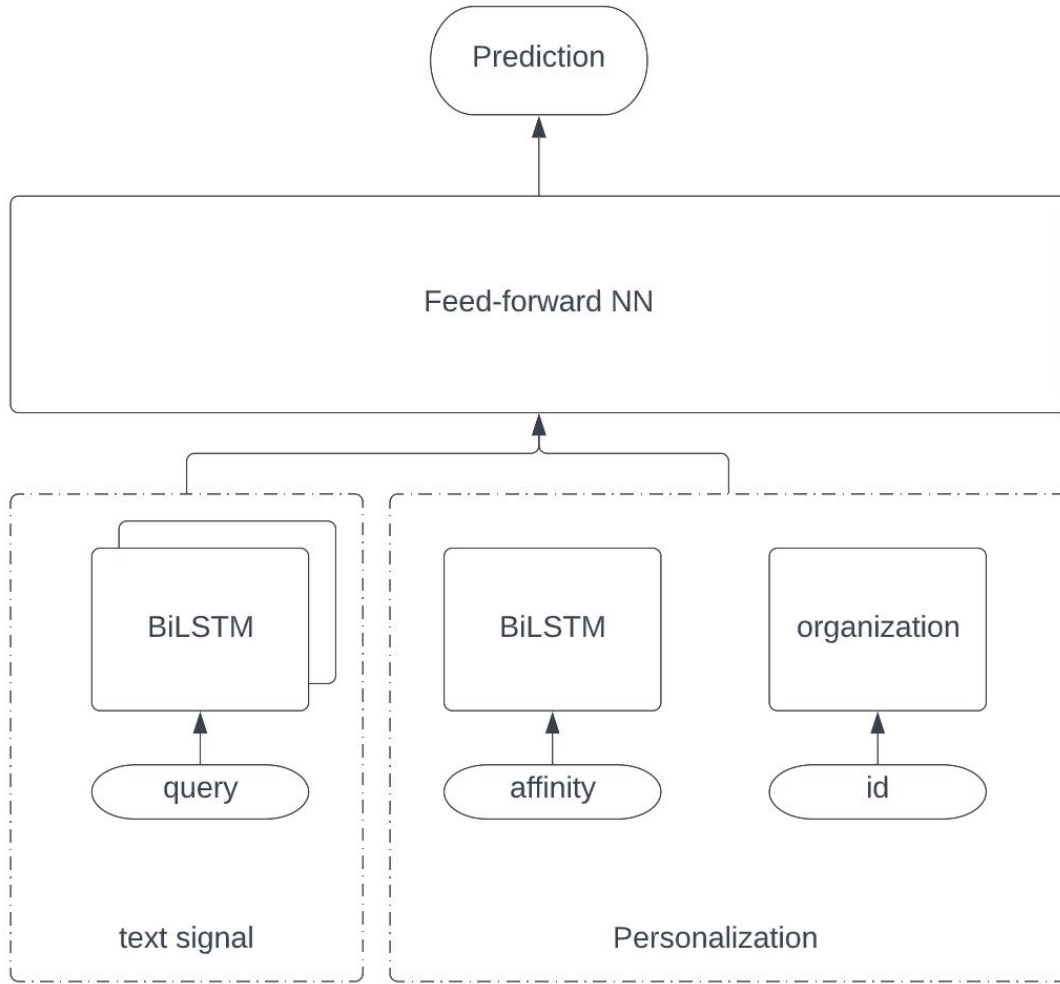 Prediction
Feed-forward NN
BiLSTM
BiLSTM
organization
query
affinity
id
text signal
Personalization